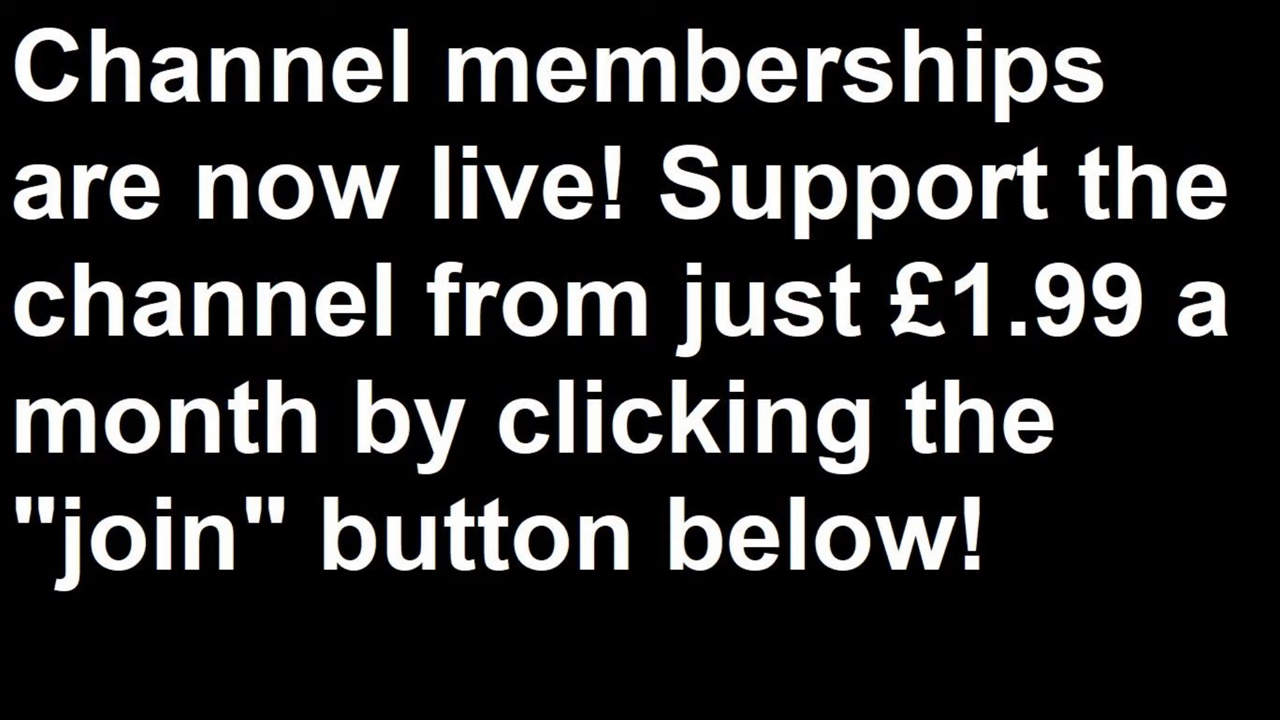 Channel memberships
are now live! Support the
channel from just £1.99 a
month by clicking the
"join" button below!